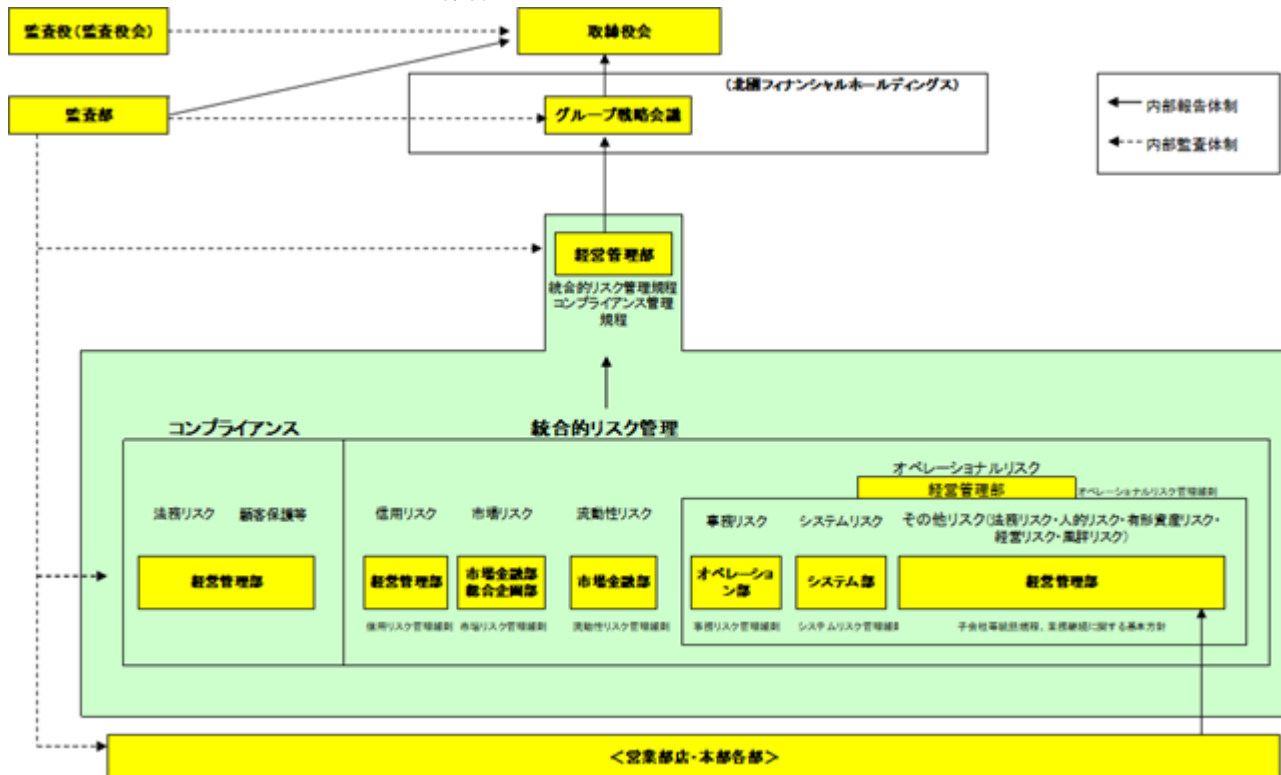 監査役(監査役会)
取締役会
(北國フィナンシャルホールディングス)
監査部
グループ戦略会議
内部報告体制
内部監査体制
経営管理部
統合的リスク管理規程
コンプライアンス管理
規程
コンプライアンス
統合的リスク管理
オペレーショナルリスク
経営管理部
オペレーショナルリスク管理細則
法務リスク 顧客保護等
信用リスク
市場リスク
流動性リスク
事務リスク
システムリスク
その他リスク(法務リスク・人的リスク・有形資産リスク・
経営リスク・風評リスク)
経営管理部
経営管理部
市場金融部
総合企画部
市場金融部
オペレーショ
ン部
システム部
経営管理部
信用リスク管理細則
市場リスク管理細則
流動性リスク管理細則
事務リスク管理細則
システムリスク管理細則
子会社等統括規程、業務継続に関する基本方針
<営業部店・本部各部>